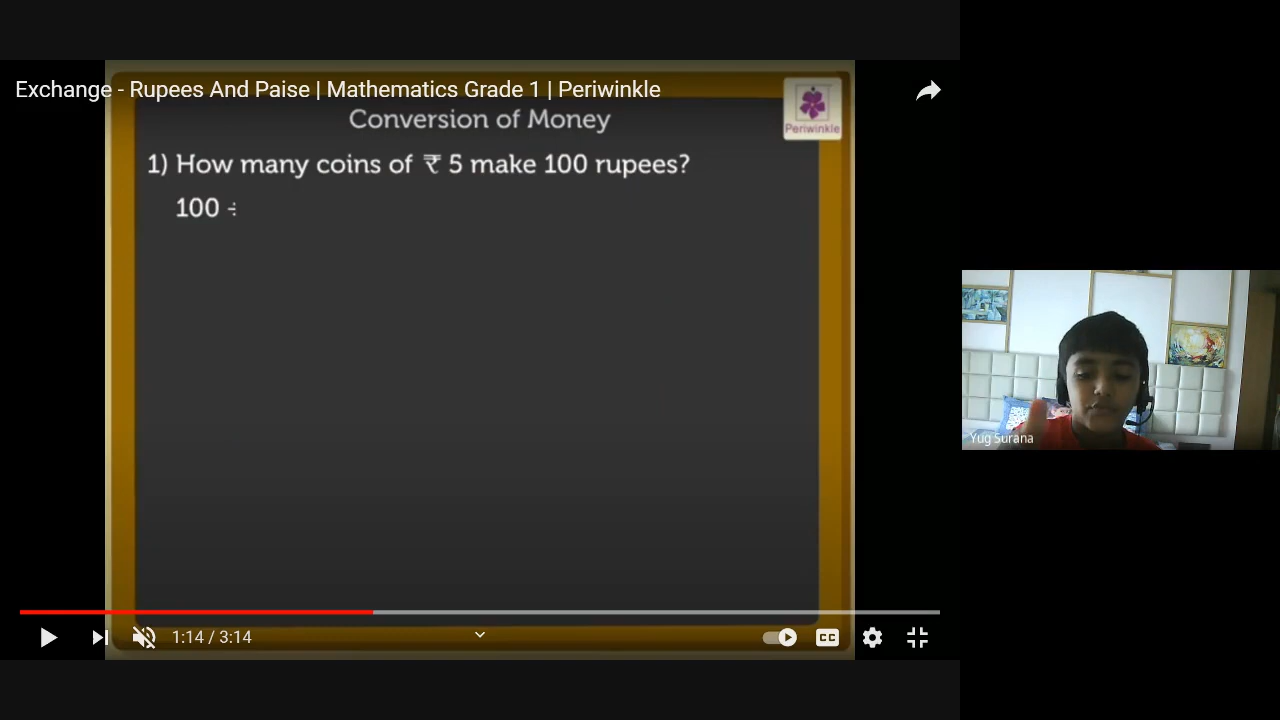 Exchange - Rupees And Paise | Mathematics Grade 1 | Periwinkle
Periwinkle
Conversion of Money
1) How many coins of ₹ 5 make 100 rupees?
100 ÷
Yug Surana
1:14 / 3:14
CC